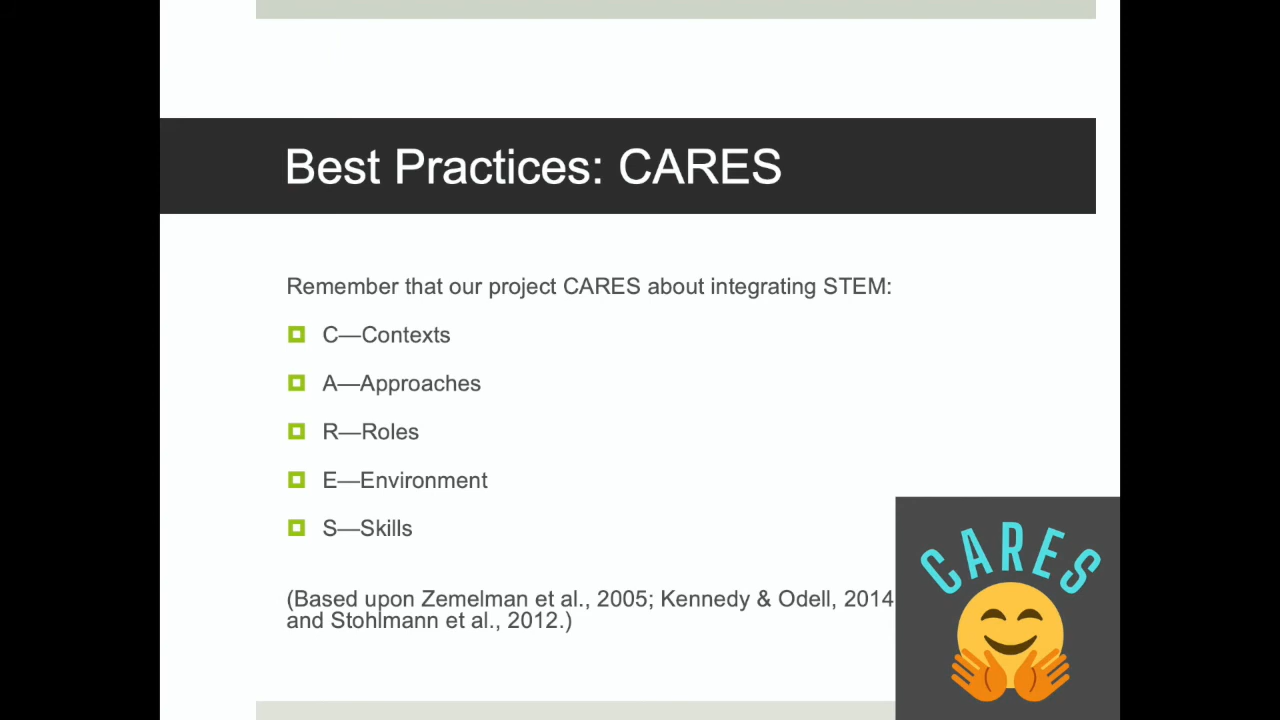 Best Practices: CARES
Remember that our project CARES about integrating STEM:
C—Contexts
A—Approaches
R—Roles
E—Environment
S—Skills
(Based upon Zemelman et al., 2005; Kennedy & Odell, 2014
and Stohlmann et al., 2012.)
CARES